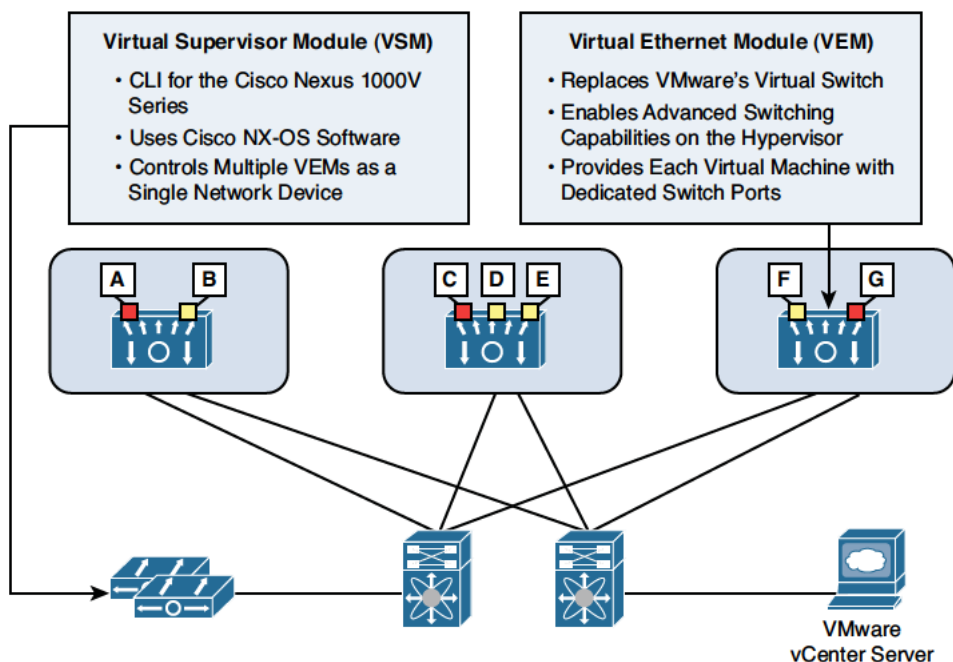 Virtual Supervisor Module (VSM)
• CLI for the Cisco Nexus 1000V
Series
• Uses Cisco NX-OS Software
• Controls Multiple VEMs as a
Single Network Device
Virtual Ethernet Module (VEM)
• Replaces VMware's Virtual Switch
• Enables Advanced Switching
Capabilities on the Hypervisor
• Provides Each Virtual Machine with
Dedicated Switch Ports
A
B
C
D
E
F
G
VMware
vCenter Server